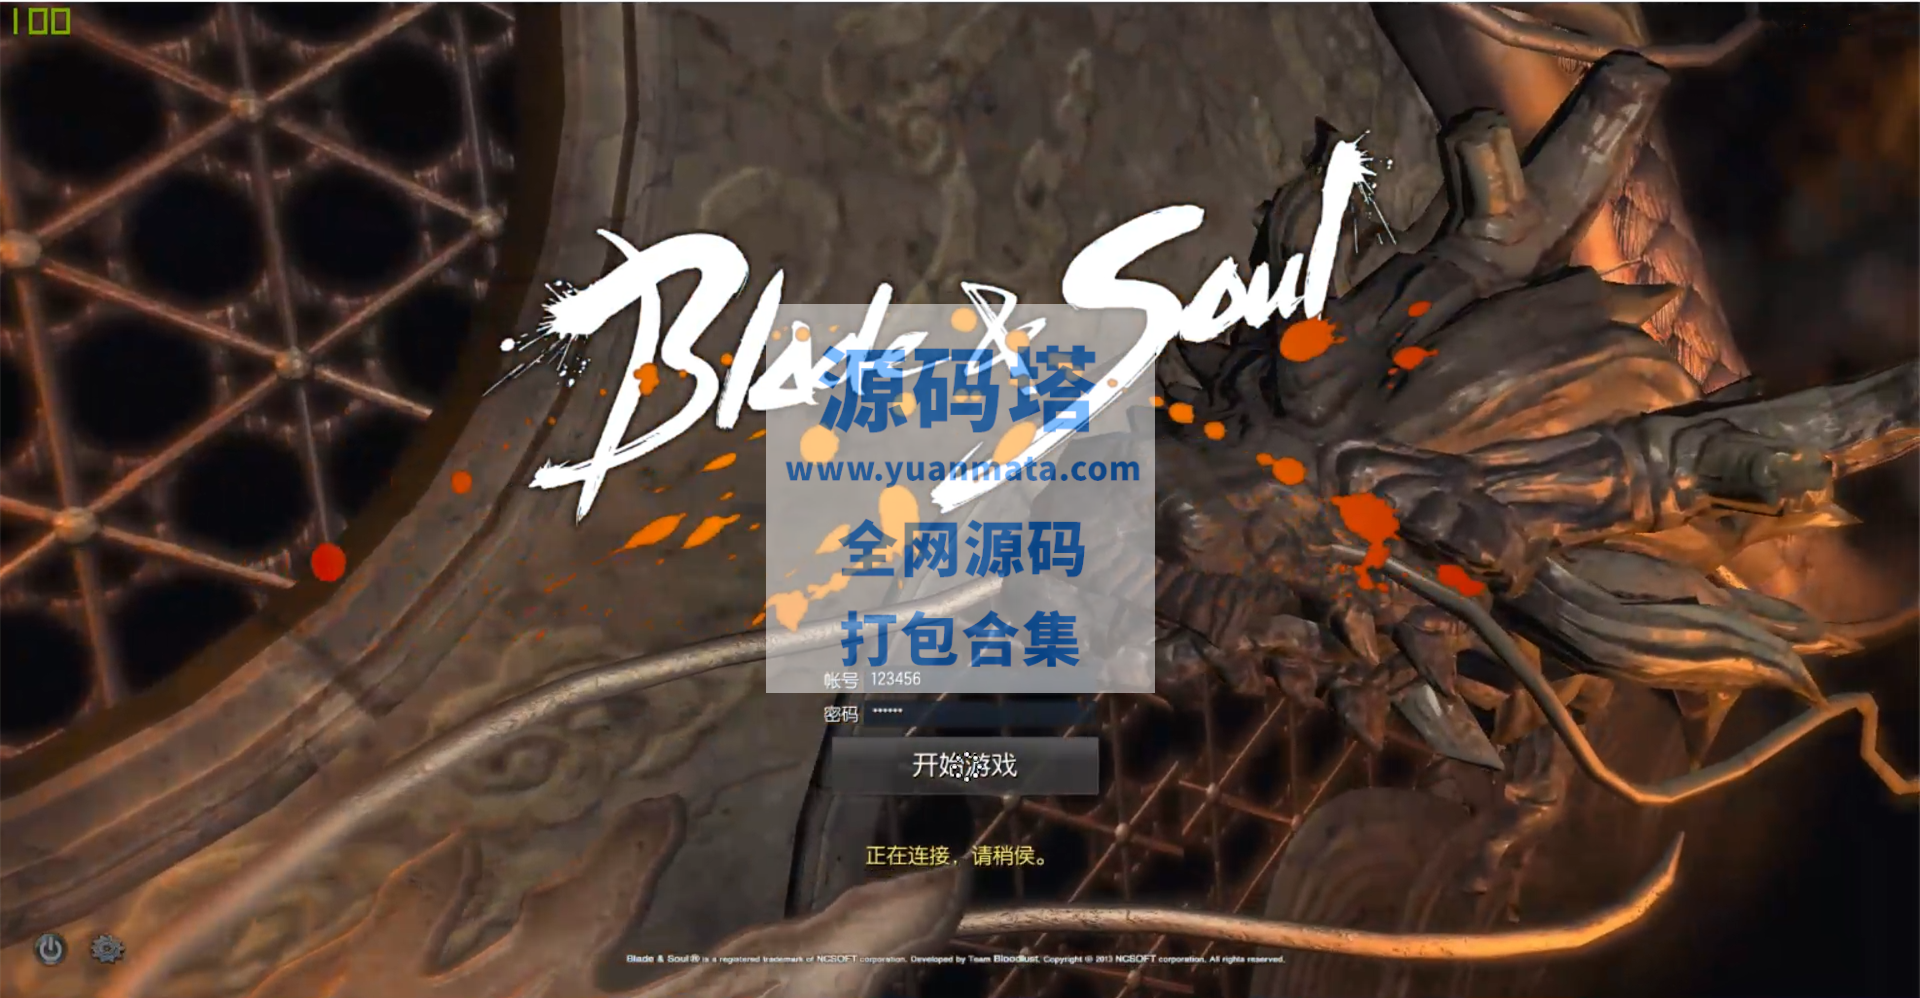 100
Blade & Soul
源码塔
www.yuanmata.com
全网源码
打包合集
帐号 123456
密码 ••••••
开始游戏
正在连接，请稍侯。
Blade & Soul ® is a registered trademark of NCSOFT corporation. Developed by Team Bloodlust. Copyright © 2013 NCSOFT corporation. All rights reserved.